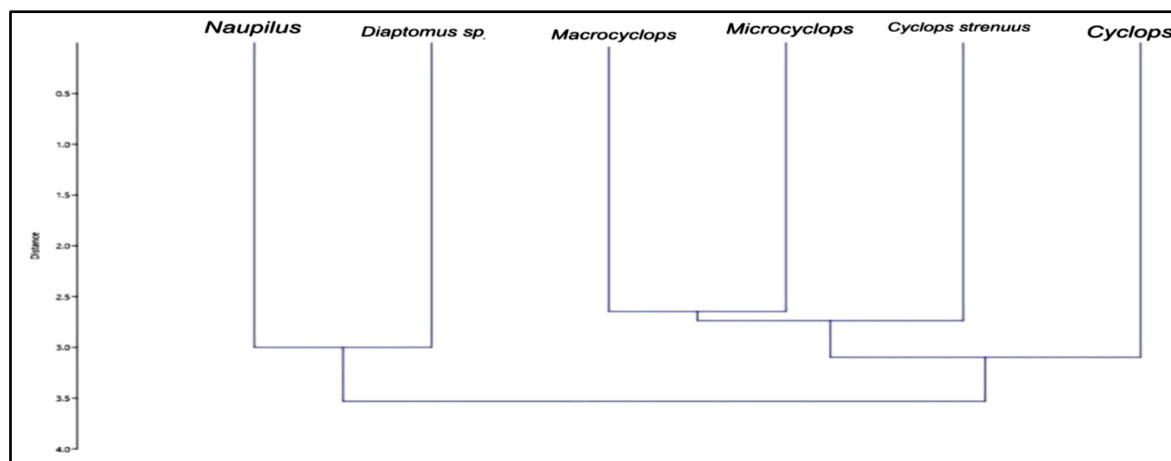 Naupilus
Diaptomus sp.
Macrocyclops
Microcyclops
Cyclops strenuus
Cyclops
0.5
1.0
1.5
2.0
2.5
3.0
3.5
4.0
Distance